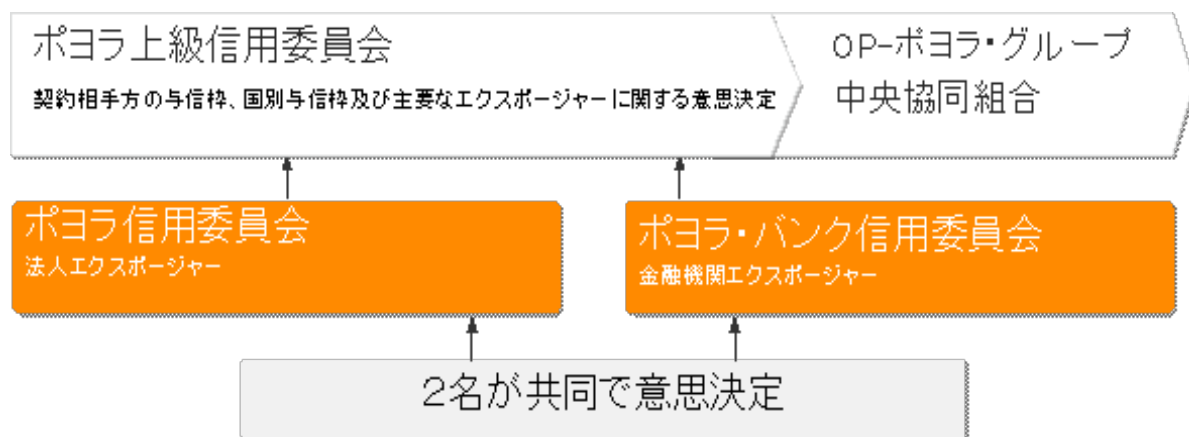 ポヨラ上級信用委員会
契約相手方の与信枠、国別与信枠及び主要なエクスポージャーに関する意思決定
OP-ポヨラ・グループ
中央協同組合
ポヨラ信用委員会
法人エクスポージャー
ポヨラ・バンク信用委員会
金融機関エクスポージャー
2名が共同で意思決定